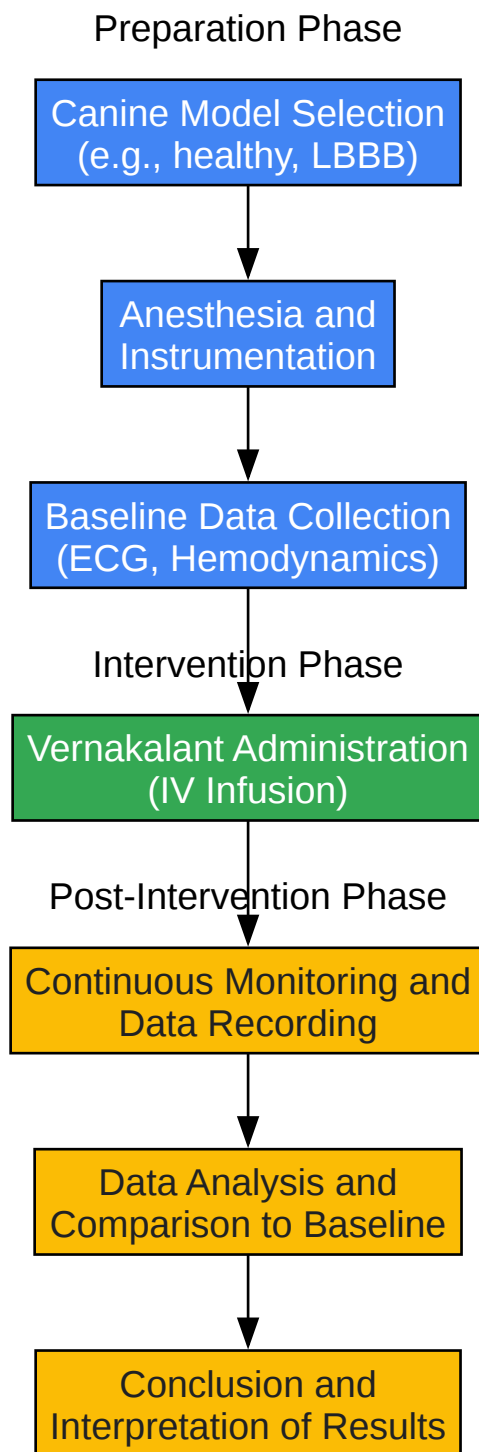 Preparation Phase
Canine Model Selection
(e.g., healthy, LBBB)
Anesthesia and
Instrumentation
Baseline Data Collection
(ECG, Hemodynamics)
Intervention Phase
Vernakalant Administration
(IV Infusion)
Post-Intervention Phase
Continuous Monitoring and
Data Recording
Data Analysis and
Comparison to Baseline
Conclusion and
Interpretation of Results